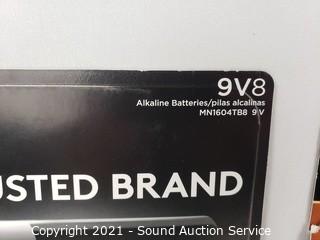 9V8
Alkaline Batteries/pilas alcalinas
MN1604TB8 9V
USTED BRAND
Copyright 2021 - Sound Auction Service